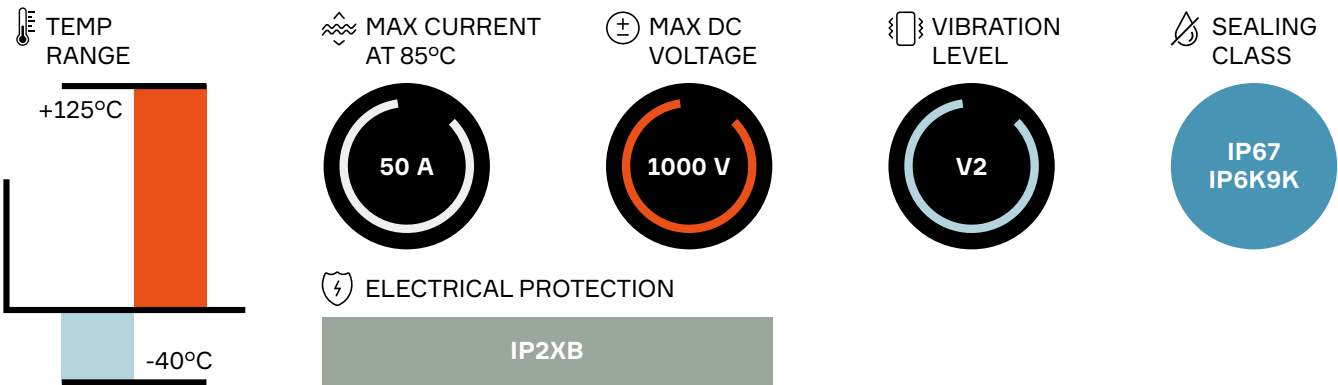 TEMP
RANGE
+125°C
-40°C
MAX CURRENT
AT 85°C
50 A
MAX DC
VOLTAGE
1000 V
VIBRATION
LEVEL
V2
SEALING
CLASS
IP67
IP6K9K
ELECTRICAL PROTECTION
IP2XB